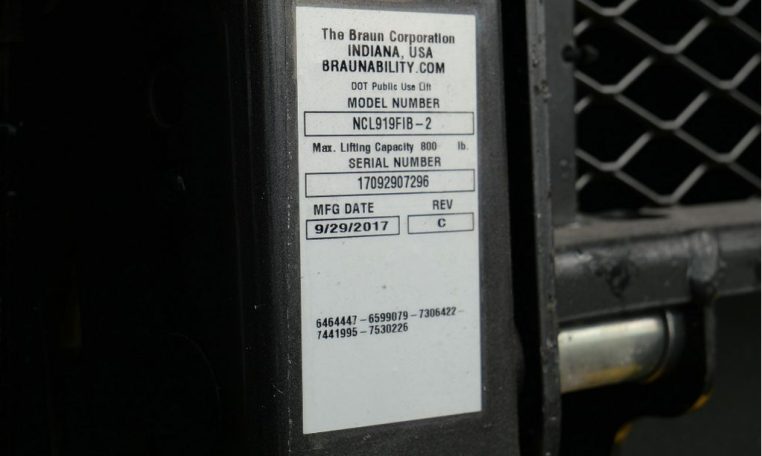 The Braun Corporation
INDIANA, USA
BRAUNABILITY.COM
DOT Public Use Lift
MODEL NUMBER
NCL919FIB-2
Max. Lifting Capacity 800 lb.
SERIAL NUMBER
17092907296
MFG DATE REV
9/29/2017 C
6464447-6599079-7306422-
7441995-7530226